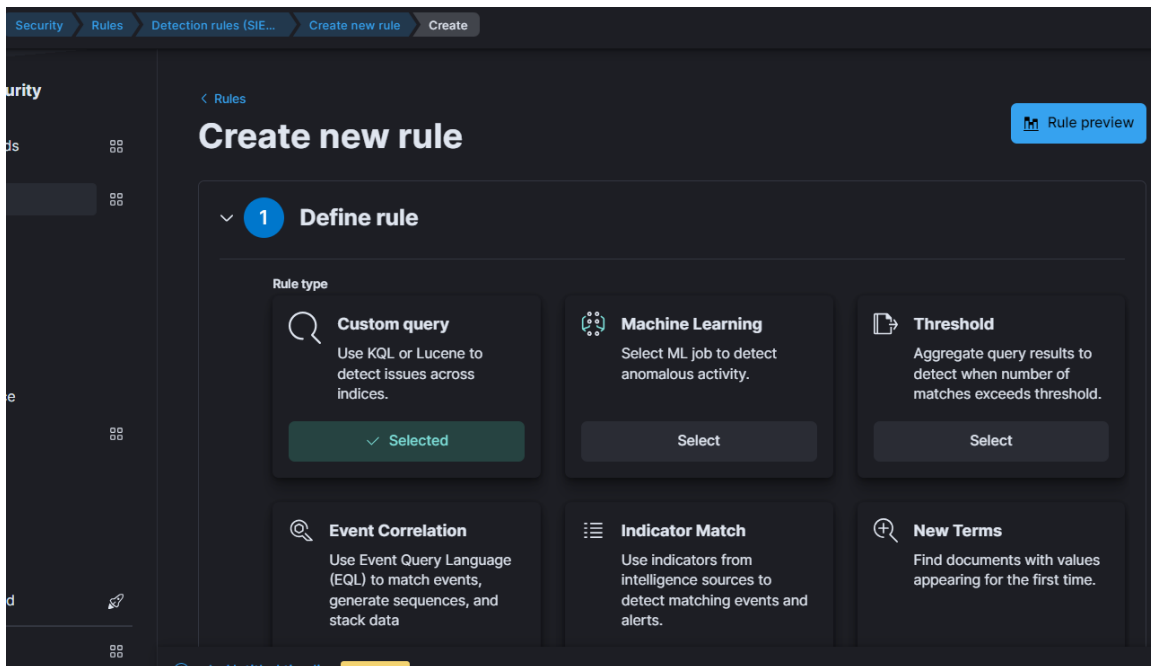 Security Rules Detection rules (SIE... Create new rule Create
urity
Rules
Create new rule
Rule preview
ds
1 Define rule
Rule type
Custom query
Use KQL or Lucene to
detect issues across
indices.
Selected
Machine Learning
Select ML job to detect
anomalous activity.
Select
Threshold
Aggregate query results to
detect when number of
matches exceeds threshold.
Select
Event Correlation
Use Event Query Language
(EQL) to match events,
generate sequences, and
stack data
Indicator Match
Use indicators from
intelligence sources to
detect matching events and
alerts.
New Terms
Find documents with values
appearing for the first time.